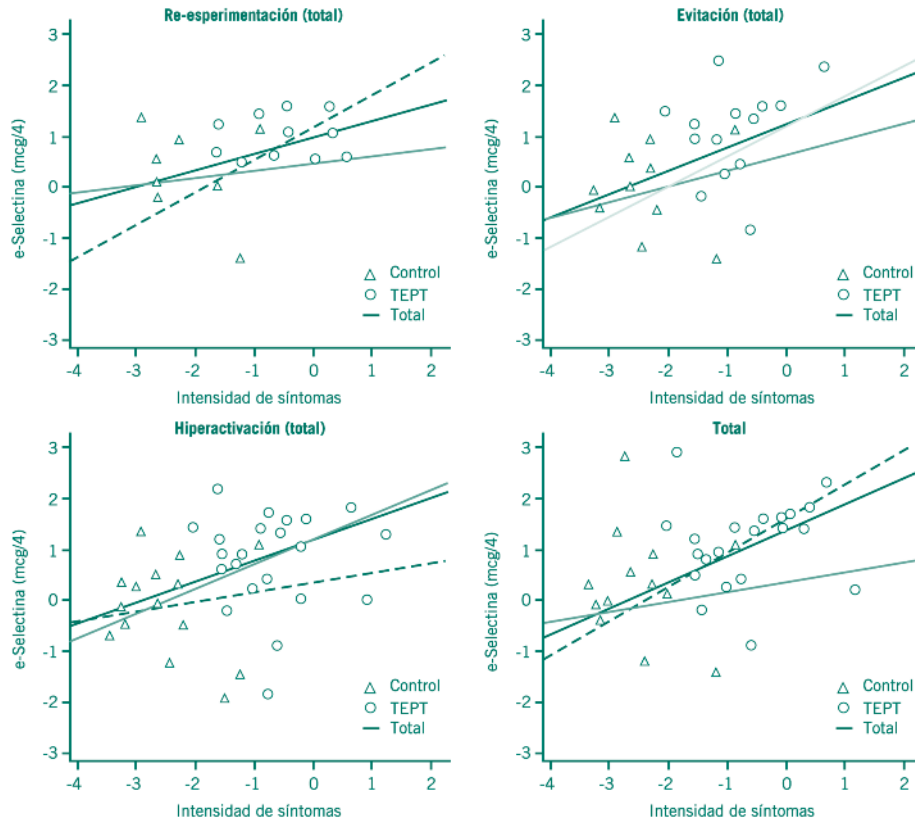 Re-esperimentación (total)
3
2
1
0
-1
-2
-3
e-Selectina (mcg/4)
△ Control
○ TEPT
— Total
-4 -3 -2 -1 0 1 2
Intensidad de síntomas
Evitación (total)
3
2
1
0
-1
-2
-3
e-Selectina (mcg/4)
△ Control
○ TEPT
— Total
-4 -3 -2 -1 0 1 2
Intensidad de síntomas
Hiperactivación (total)
3
2
1
0
-1
-2
-3
e-Selectina (mcg/4)
△ Control
○ TEPT
— Total
-4 -3 -2 -1 0 1 2
Intensidad de síntomas
Total
3
2
1
0
-1
-2
-3
e-Selectina (mcg/4)
△ Control
○ TEPT
— Total
-4 -3 -2 -1 0 1 2
Intensidad de síntomas